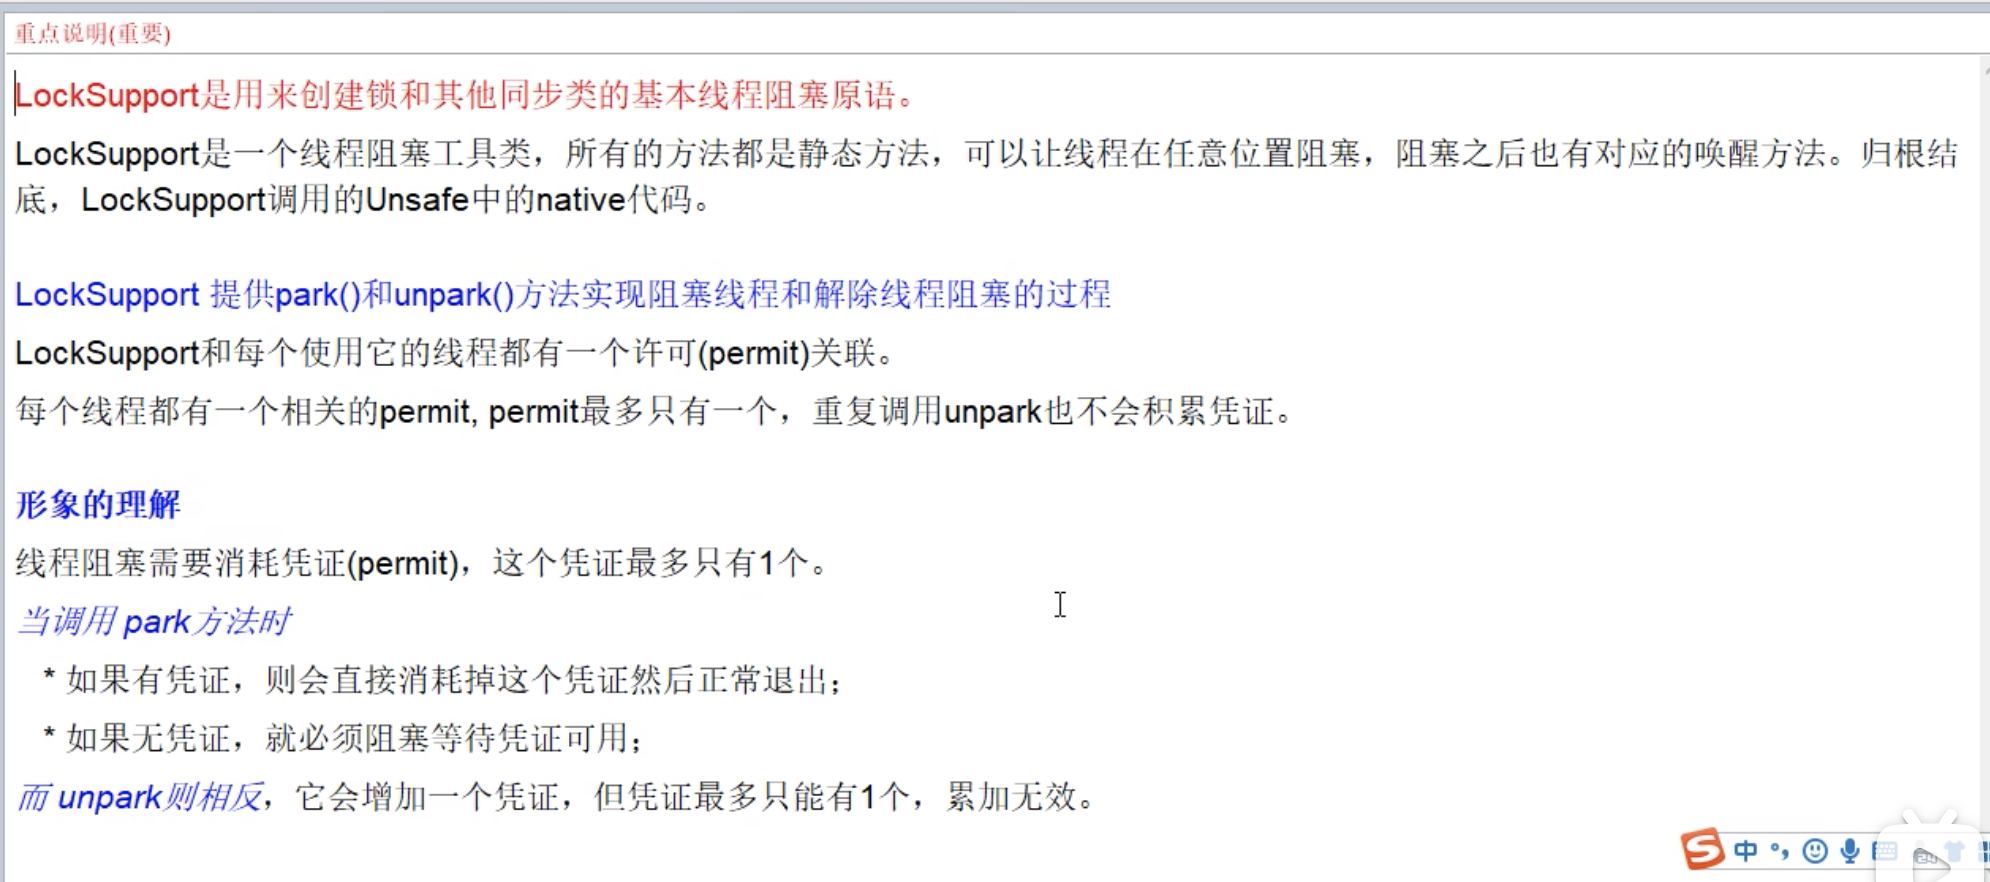 重点说明(重要)
LockSupport是用来创建锁和其他同步类的基本线程阻塞原语。
LockSupport是一个线程阻塞工具类，所有的方法都是静态方法，可以让线程在任意位置阻塞，阻塞之后也有对应的唤醒方法。归根结
底，LockSupport调用的Unsafe中的native代码。
LockSupport 提供park()和unpark()方法实现阻塞线程和解除线程阻塞的过程
LockSupport和每个使用它的线程都有一个许可(permit)关联。
每个线程都有一个相关的permit, permit最多只有一个，重复调用unpark也不会积累凭证。
形象的理解
线程阻塞需要消耗凭证(permit)，这个凭证最多只有1个。
当调用 park方法时
* 如果有凭证，则会直接消耗掉这个凭证然后正常退出；
* 如果无凭证，就必须阻塞等待凭证可用；
而 unpark则相反，它会增加一个凭证，但凭证最多只能有1个，累加无效。
中